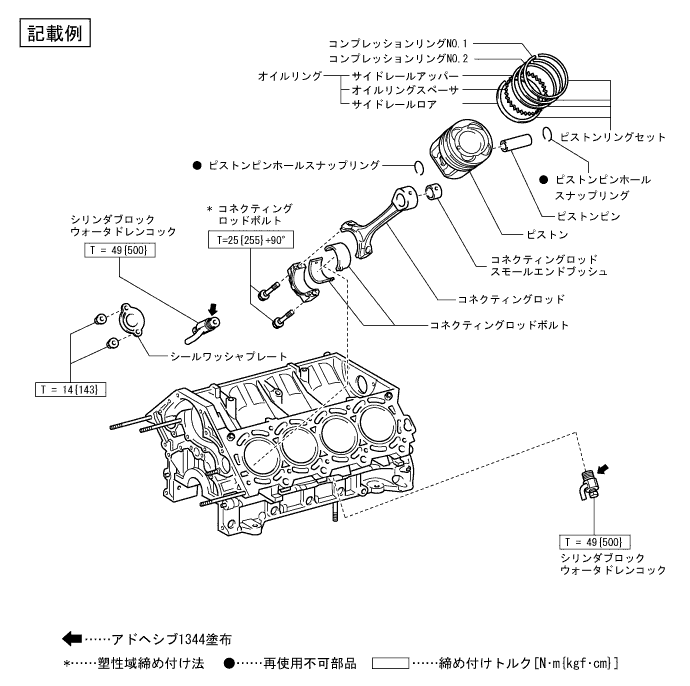 記載例
コンプレッションリングNO.1
コンプレッションリングNO.2
オイルリング
サイドレールアッパー
オイルリングスペーサ
サイドレールロア
ピストンリングセット
●ピストンピンホールスナップリング
●ピストンピンホール
スナップリング
ピストンピン
ピストン
* コネクティング
ロッドボルト
T=25{255}+90°
シリンダブロック
ウォータドレンコック
T = 49{500}
コネクティングロッド
スモールエンドブッシュ
コネクティングロッド
コネクティングロッドボルト
シールワッシャプレート
T = 14{143}
T = 49{500}
シリンダブロック
ウォータドレンコック
……アドヘシブ1344塗布
*……塑性域締め付け法 ●……再使用不可部品 ……締め付けトルク[N・m{kgf・cm}]